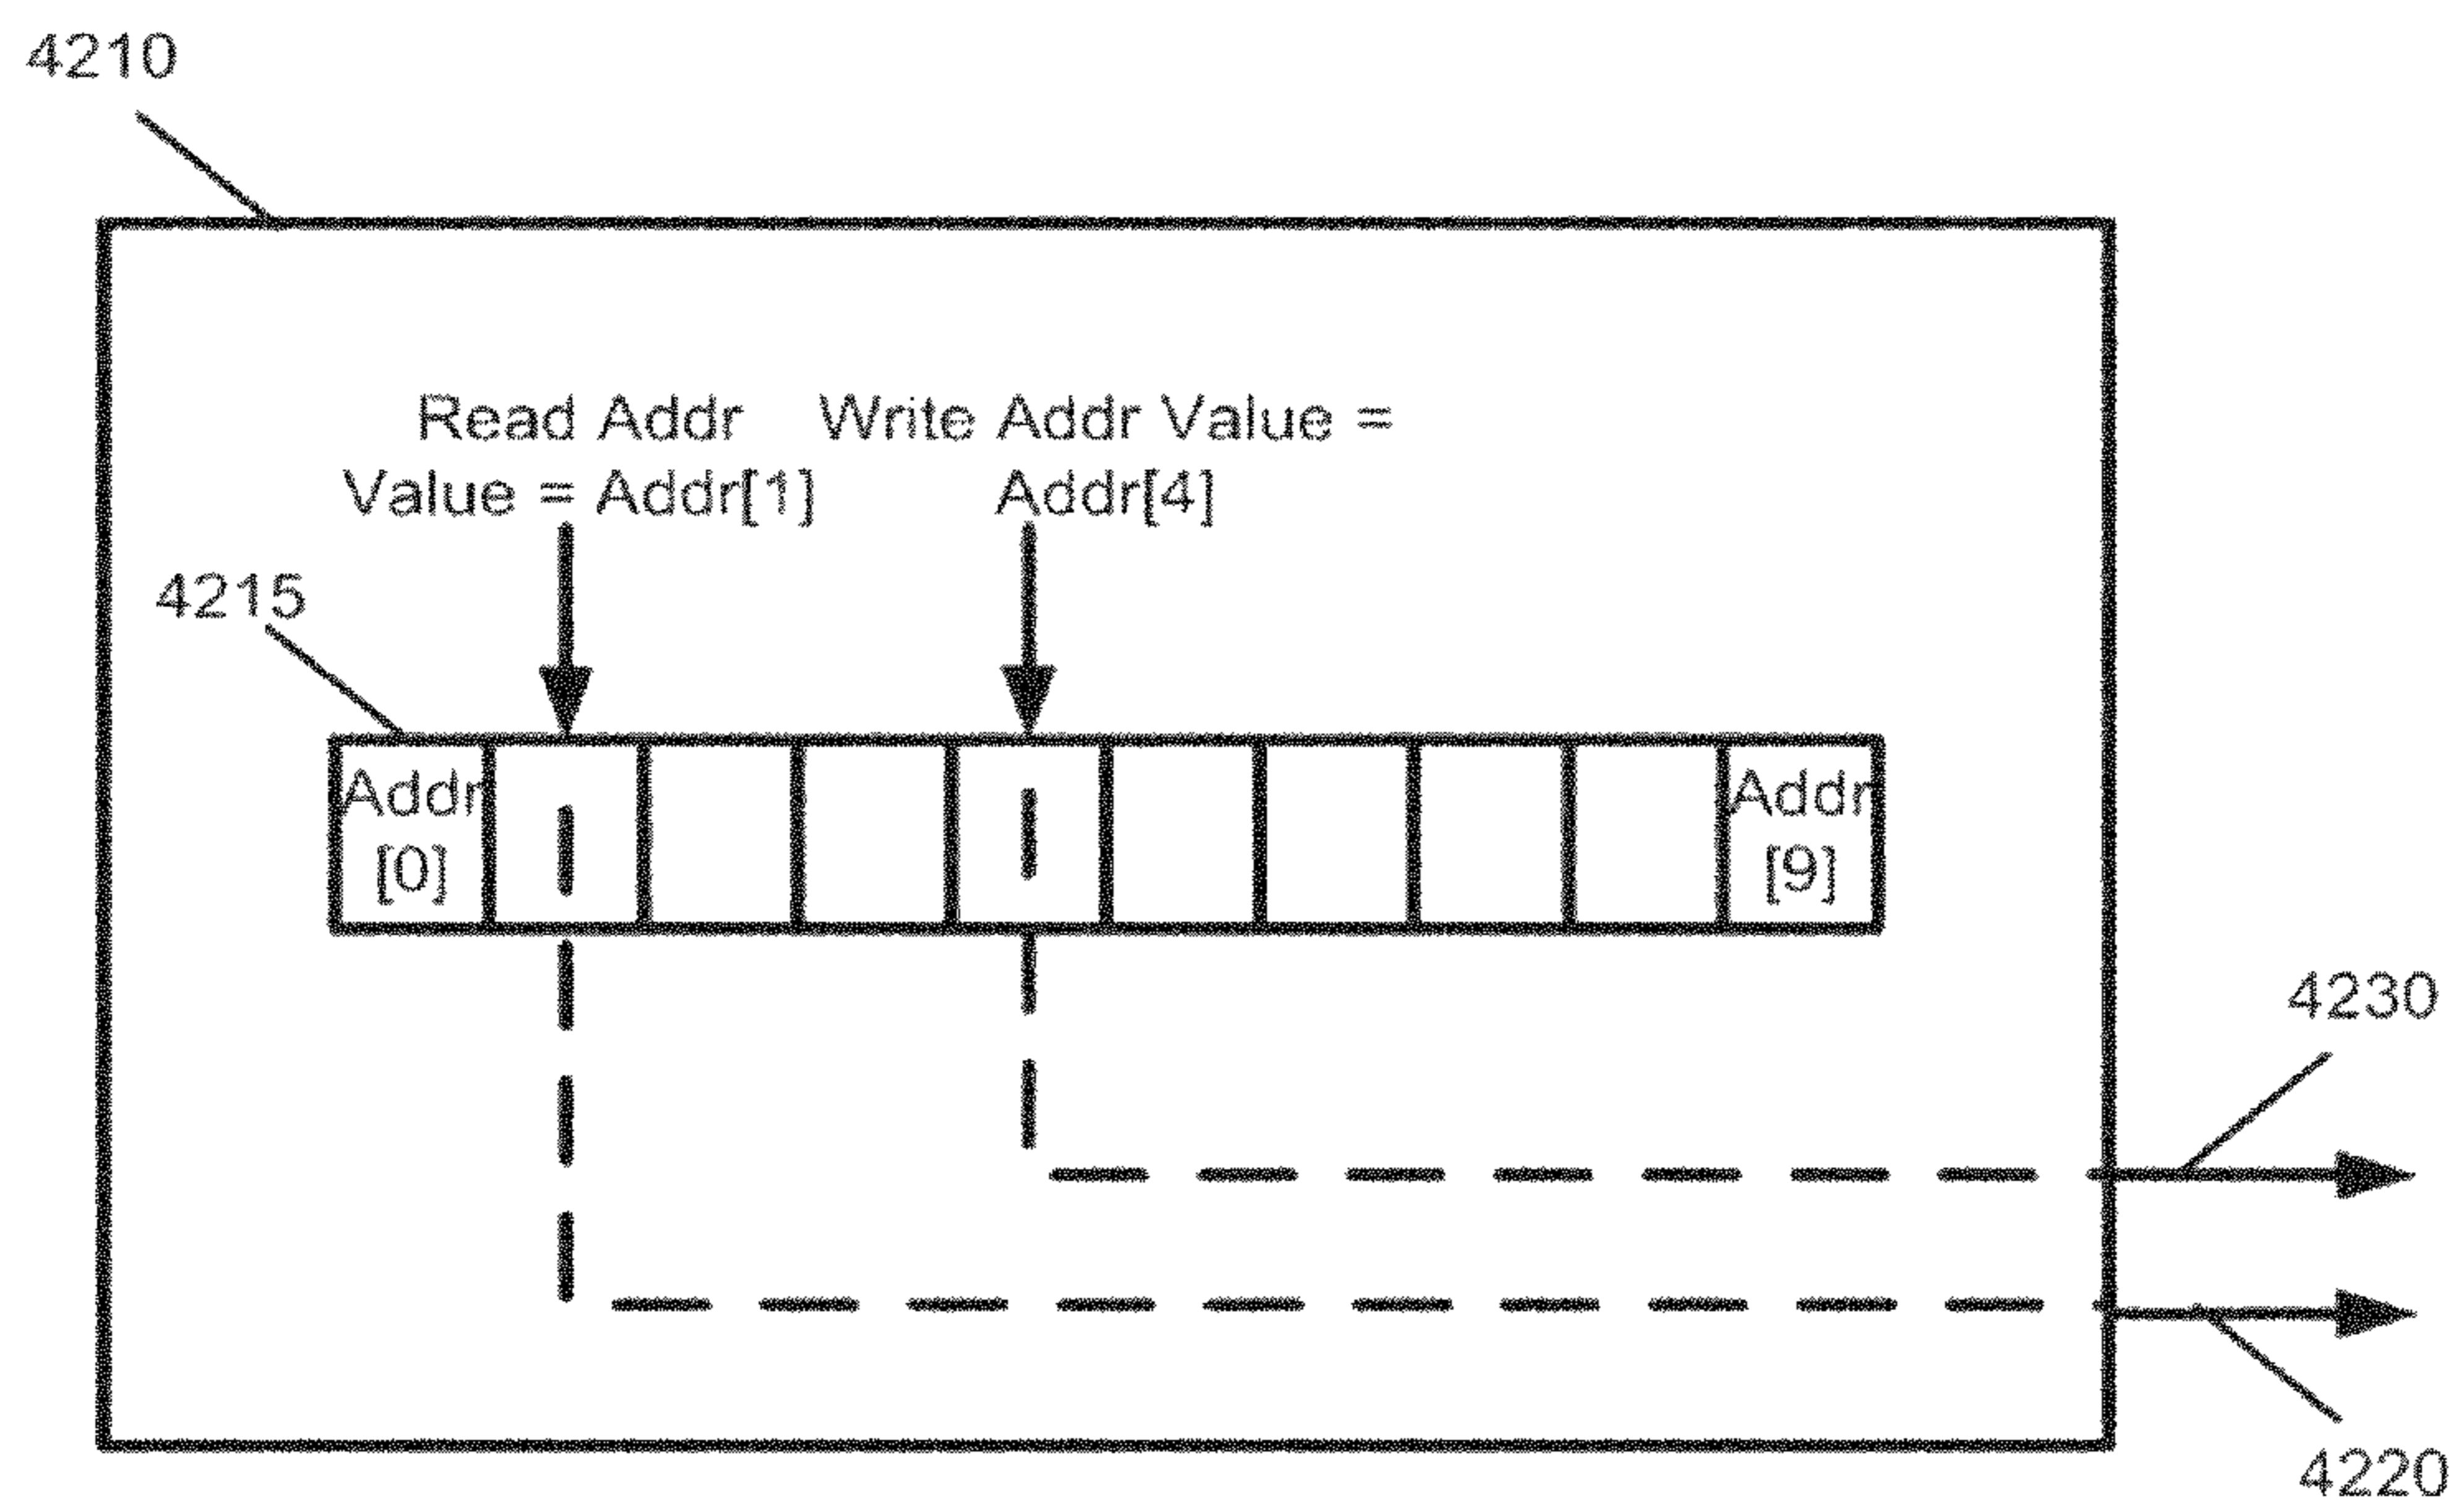 4210
Read Addr
Value = Addr[1]
Write Addr Value =
Addr[4]
4215
Addr
[0]
Addr
[9]
4230
4220